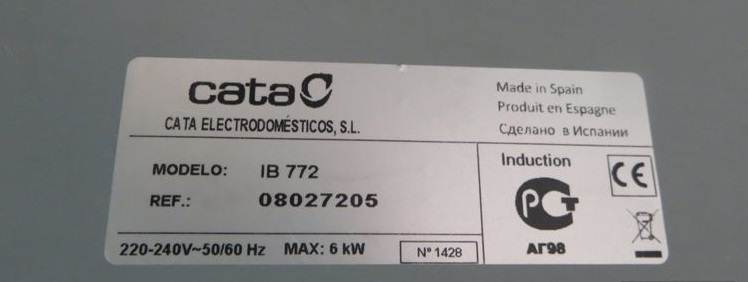 cata
CATA ELECTRODOMÉSTICOS, S.L.
Made in Spain
Produit en Espagne
Сделано в Испании
MODELO: IB 772
REF.: 08027205
220-240V~50/60 Hz MAX: 6 kW
Nº 1428
Induction
CE
РСТ
АГ98